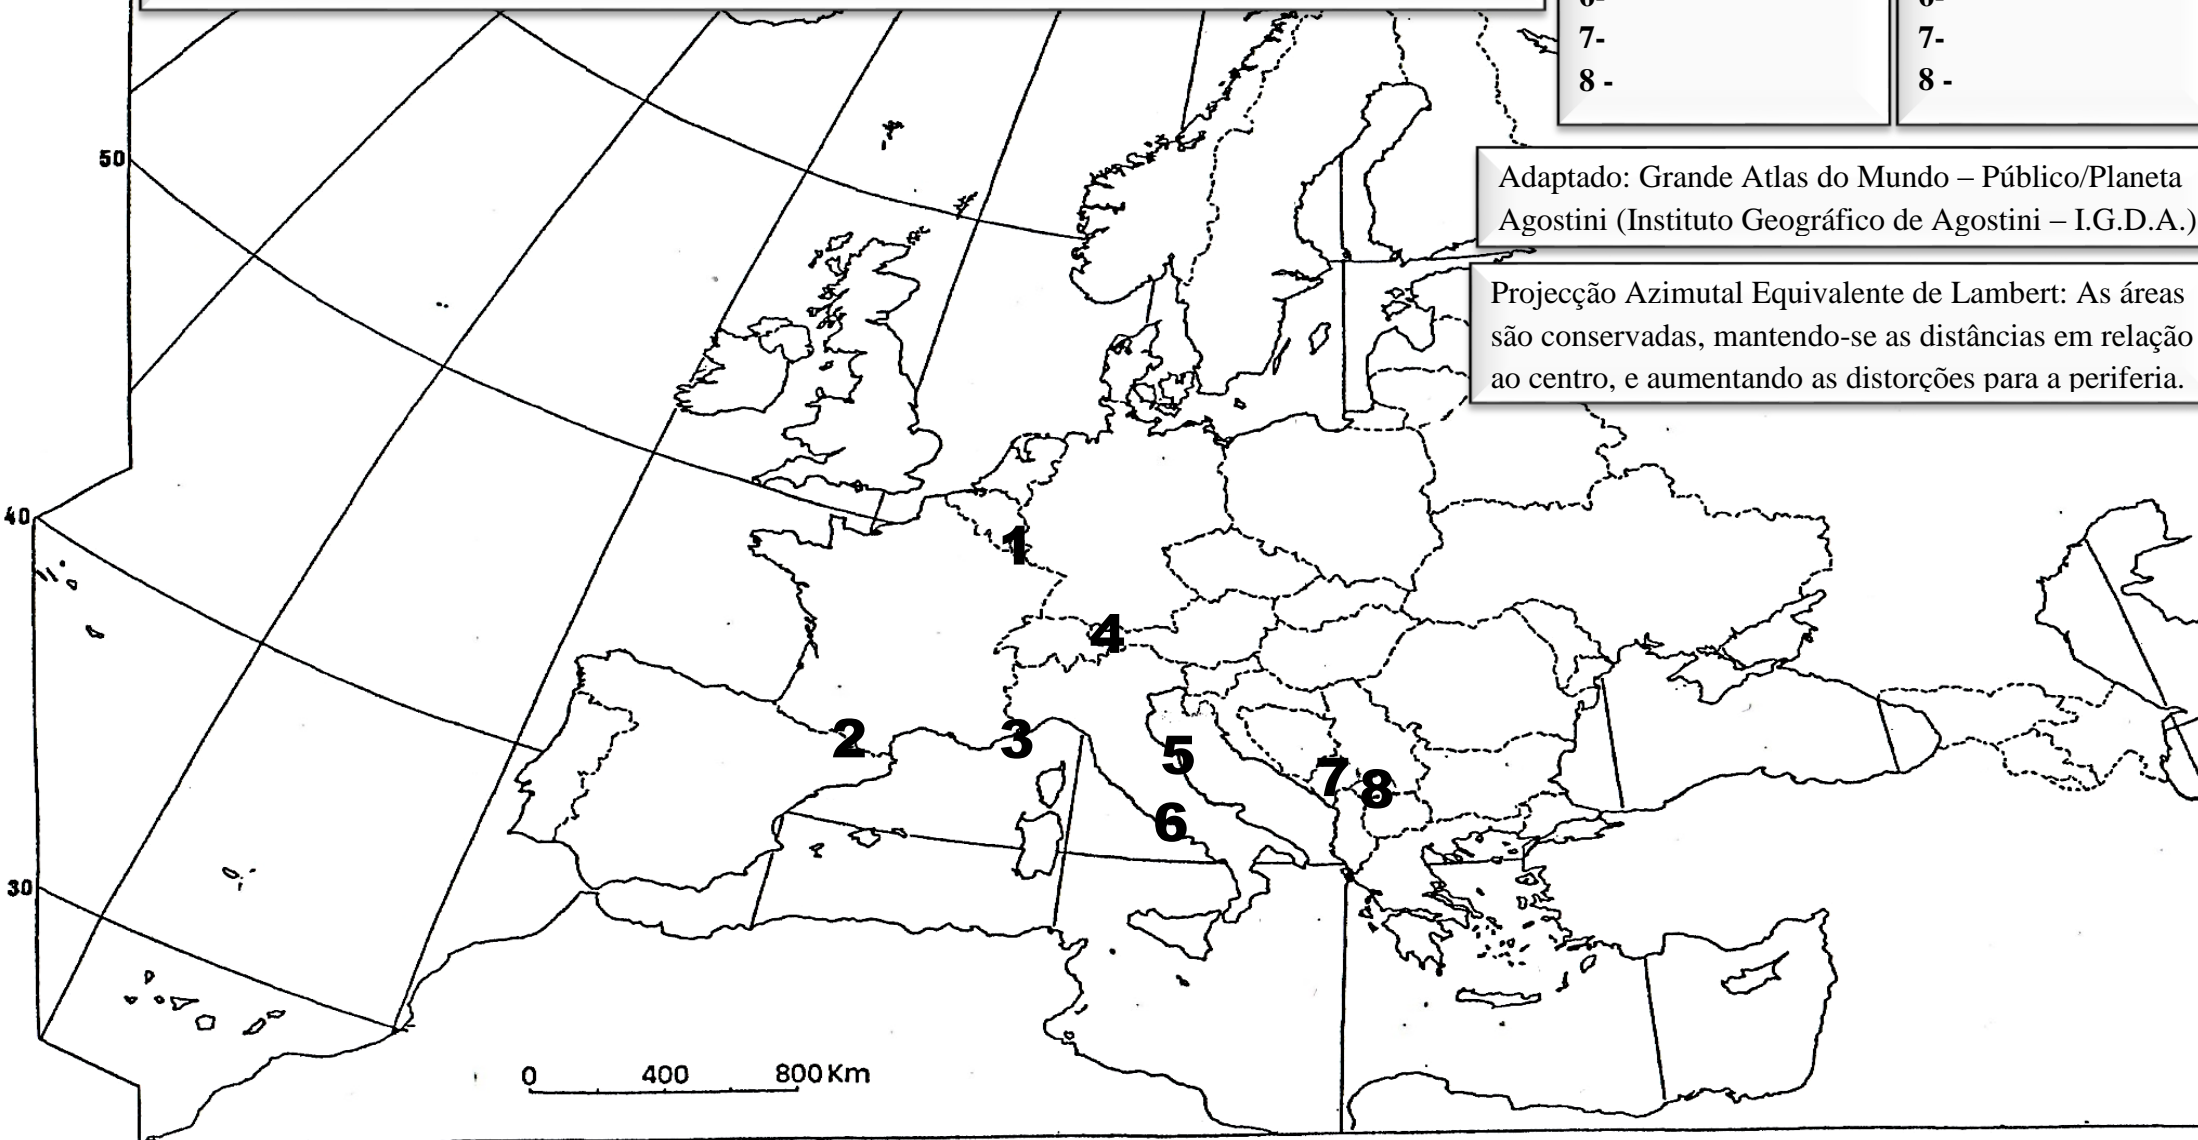 7-
8 -
7-
8 -
50
Adaptado: Grande Atlas do Mundo – Público/Planeta
Agostini (Instituto Geográfico de Agostini – I.G.D.A.)
Projecção Azimutal Equivalente de Lambert: As áreas
são conservadas, mantendo-se as distâncias em relação
ao centro, e aumentando as distorções para a periferia.
40
1
4
2
3
5
7
8
6
30
0 400 800 Km